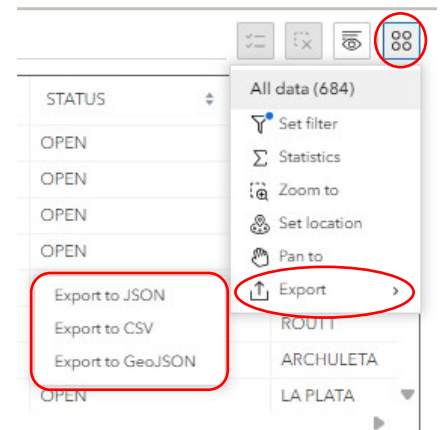 STATUS
All data (684)
OPEN
Set filter
OPEN
Statistics
OPEN
Zoom to
OPEN
Set location
Pan to
Export to JSON
Export
Export to CSV
ROUTT
Export to GeoJSON
ARCHULETA
OPEN
LA PLATA